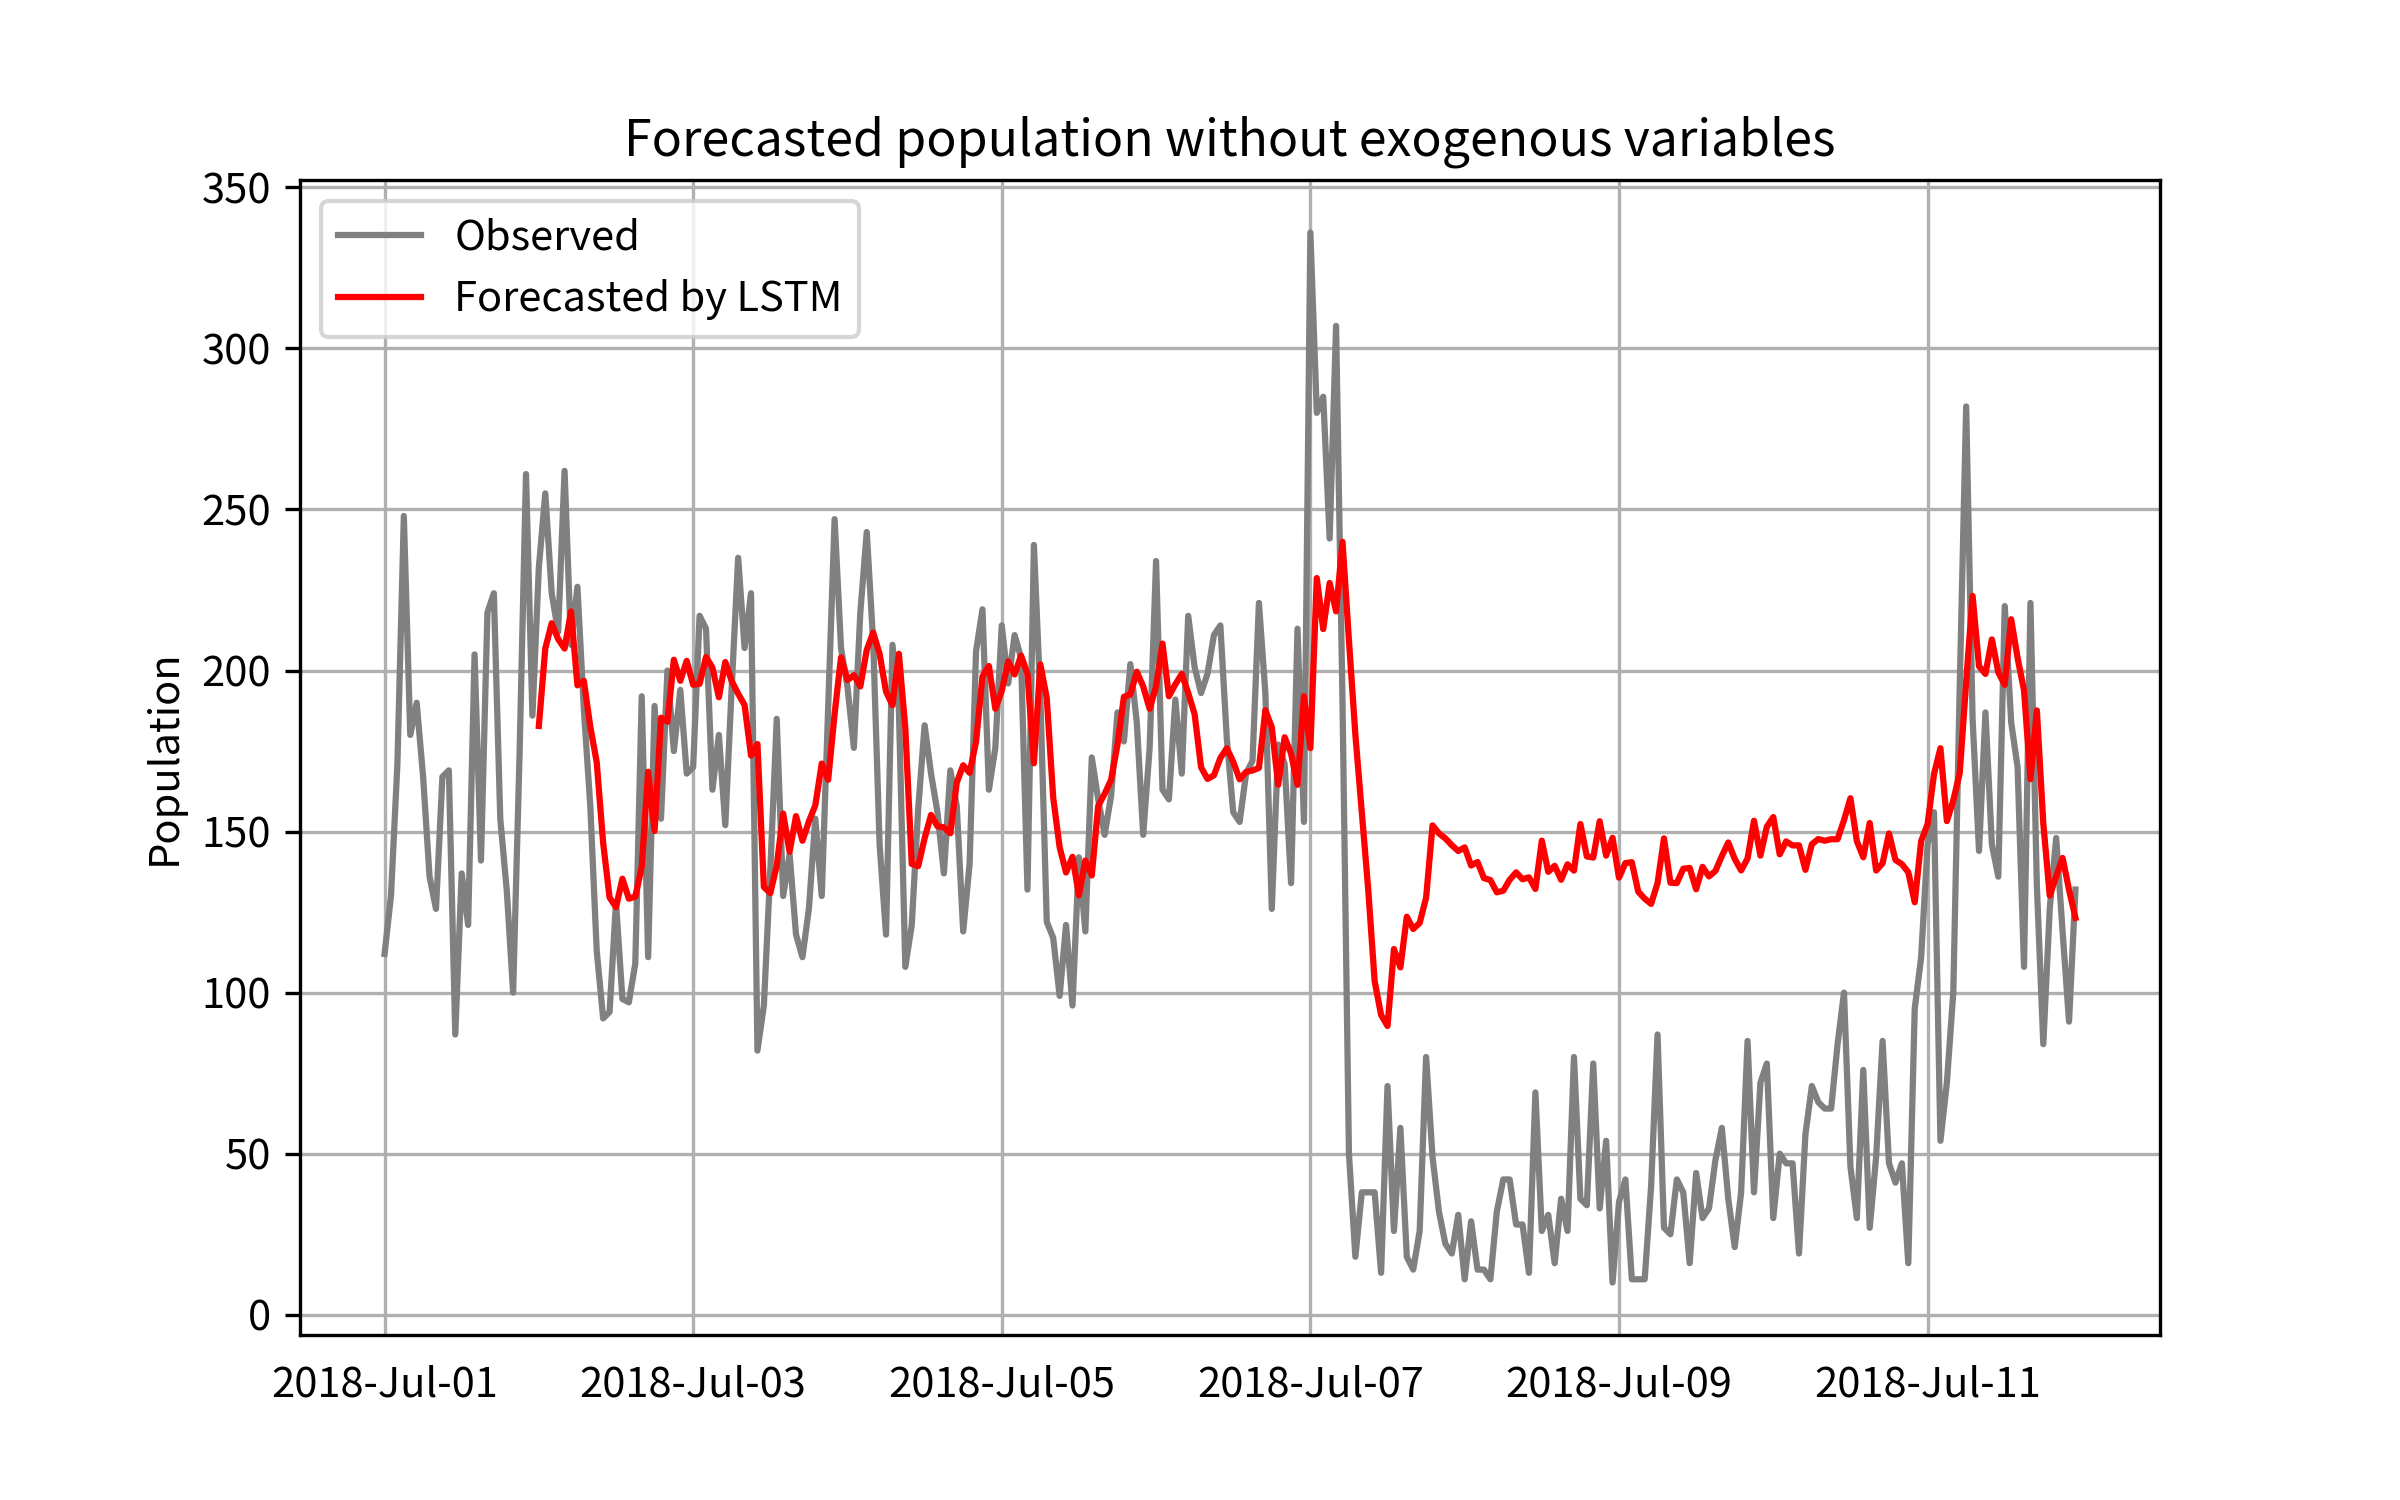 Forecasted population without exogenous variables
Observed
Forecasted by LSTM
Population
350
300
250
200
150
100
50
0
2018-Jul-01
2018-Jul-03
2018-Jul-05
2018-Jul-07
2018-Jul-09
2018-Jul-11